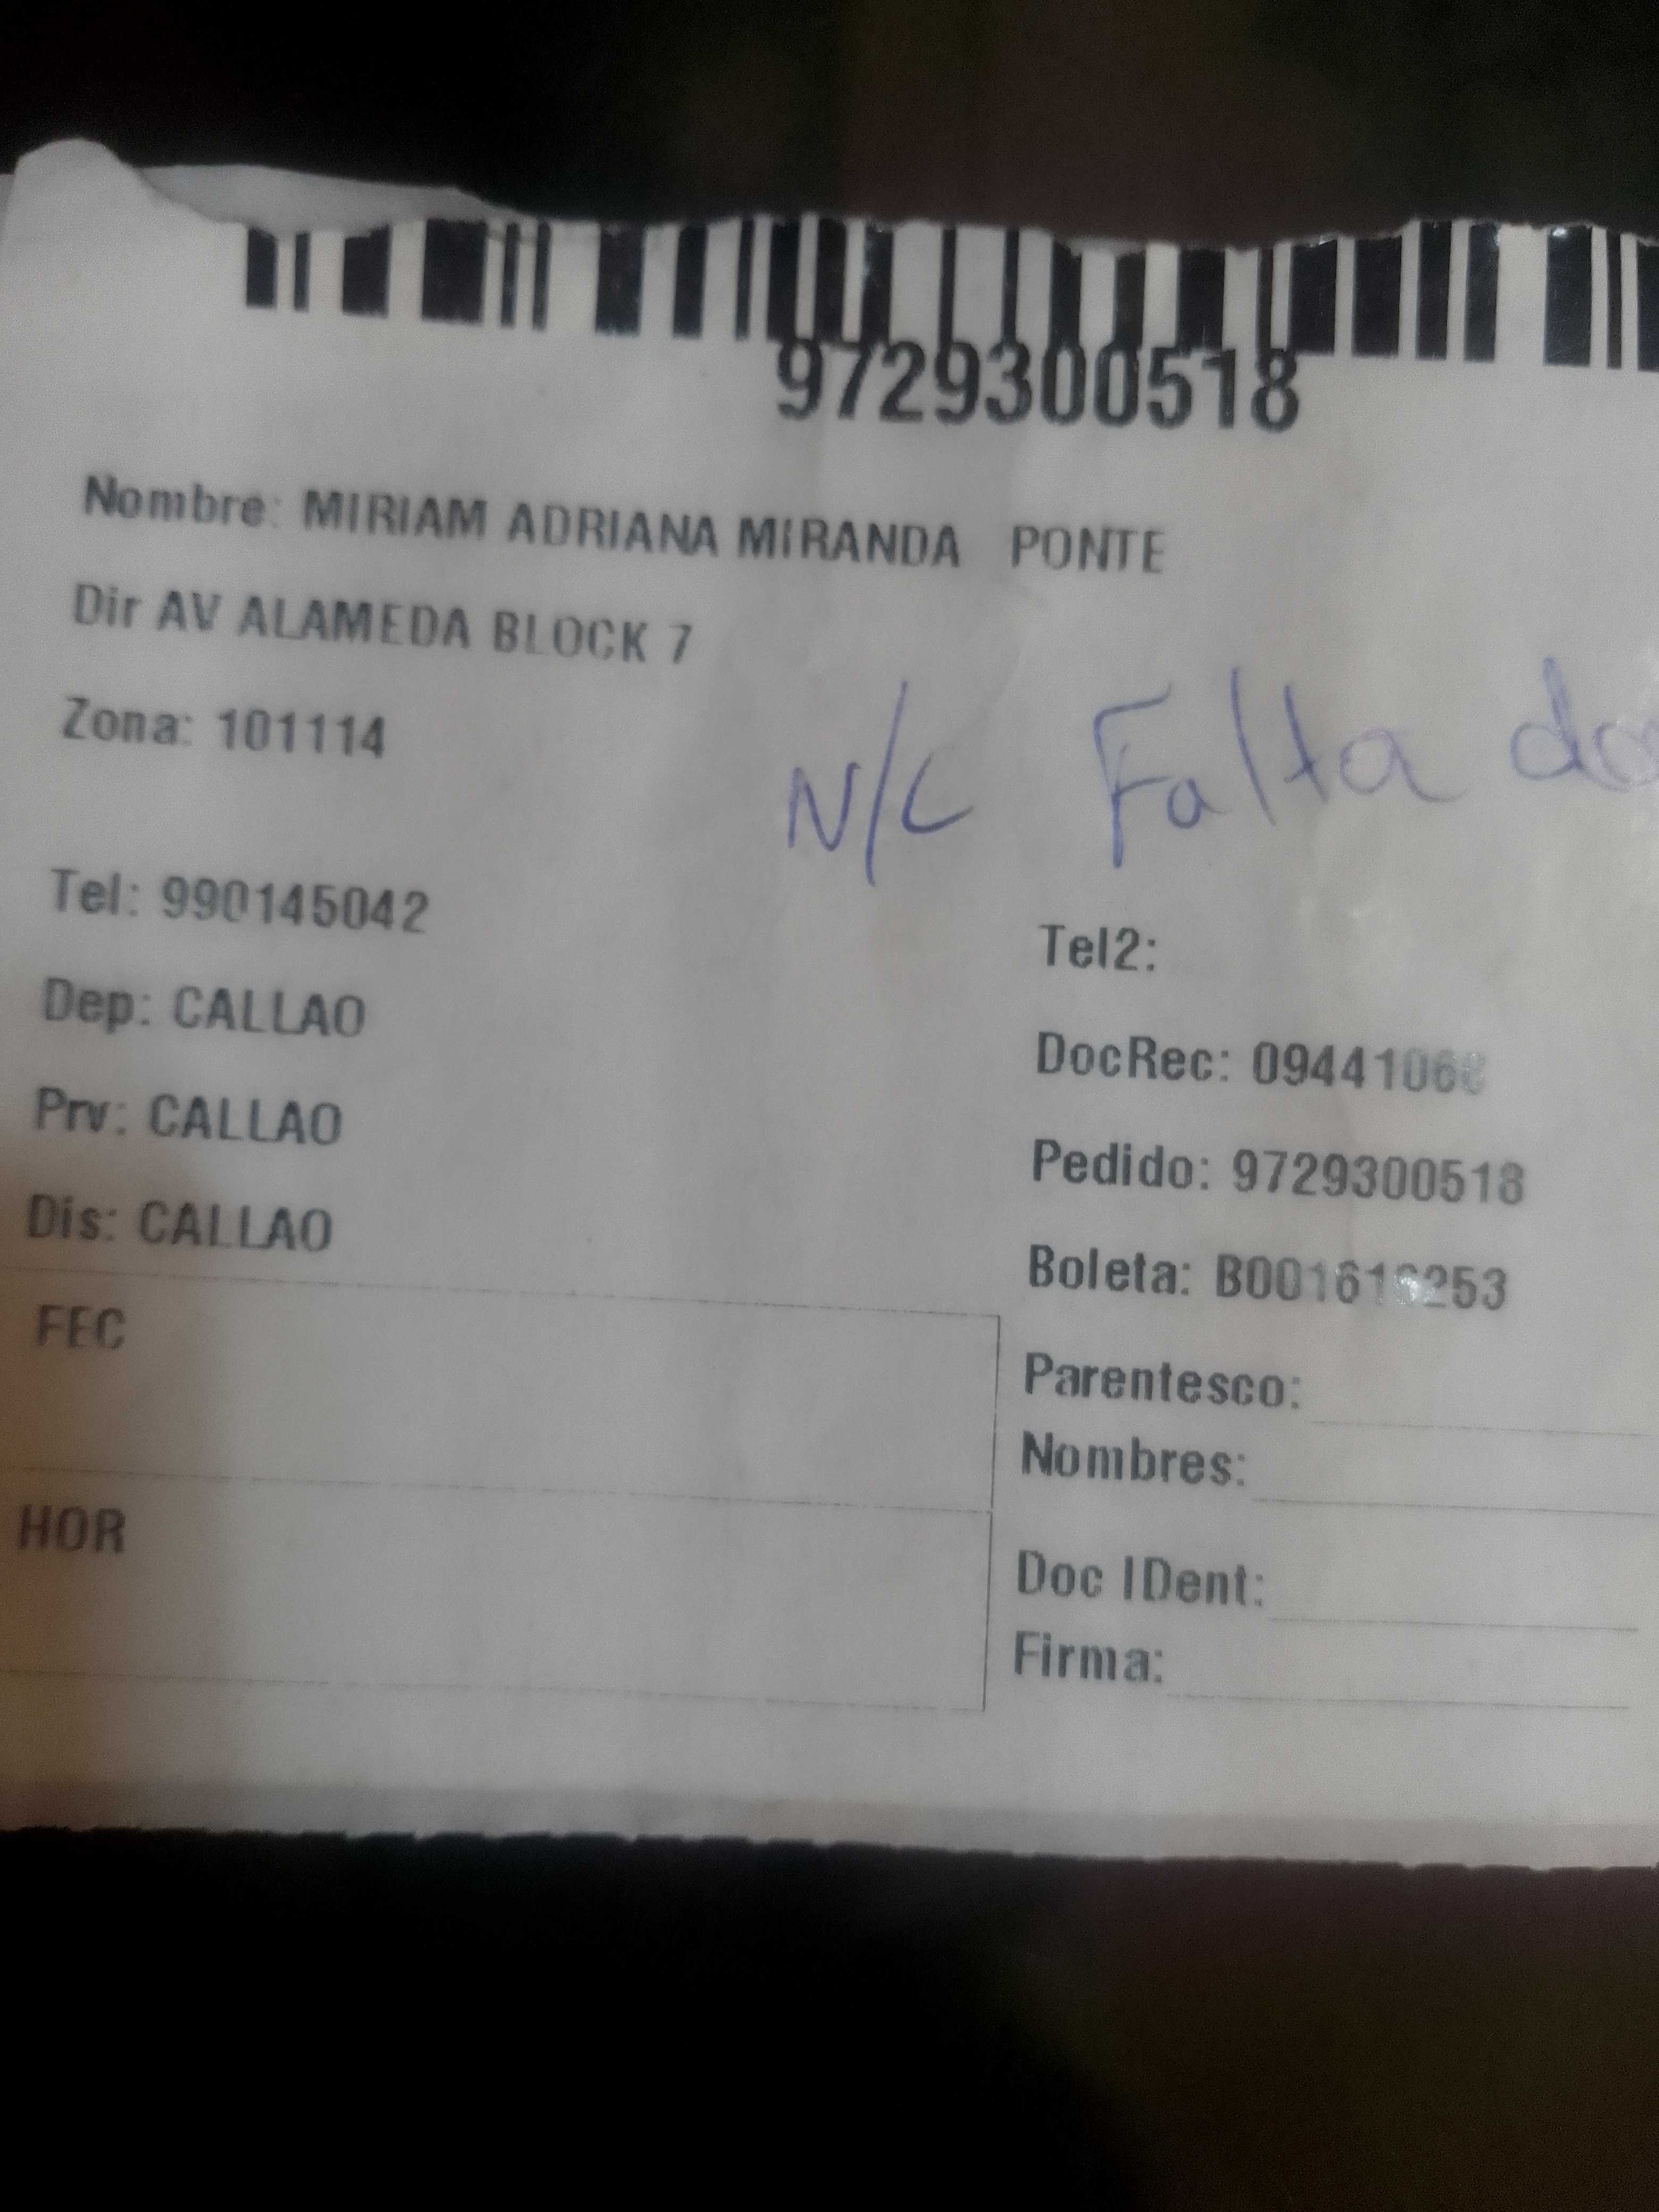 9729300518
Nombre: MIRIAM ADRIANA MIRANDA PONTE
Dir AV ALAMEDA BLOCK 7
Zona: 101114
N/C Falta
Tel: 990145042
Tel2:
Dep: CALLAO
DocRec:
Prv: CALLAO
Pedido: 9729300518
Dis: CALLAO
Boleta:
FEC
Parentesco:
Nombres:
HOR
Doc IDent:
Firma: